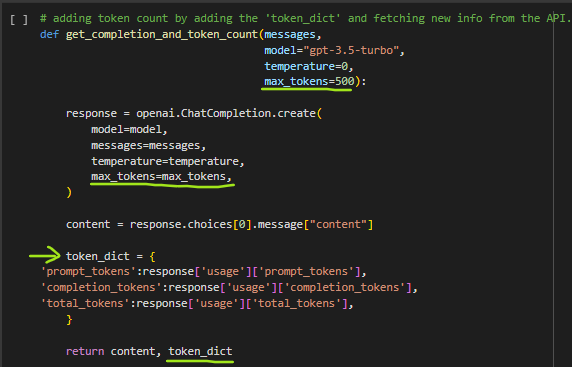 [ ] # adding token count by adding the 'token_dict' and fetching new info from the API.
def get_completion_and_token_count(messages,
model="gpt-3.5-turbo",
temperature=0,
max_tokens=500):
response = openai.ChatCompletion.create(
model=model,
messages=messages,
temperature=temperature,
max_tokens=max_tokens,
)
content = response.choices[0].message["content"]
token_dict = {
'prompt_tokens':response['usage']['prompt_tokens'],
'completion_tokens':response['usage']['completion_tokens'],
'total_tokens':response['usage']['total_tokens'],
}
return content, token_dict